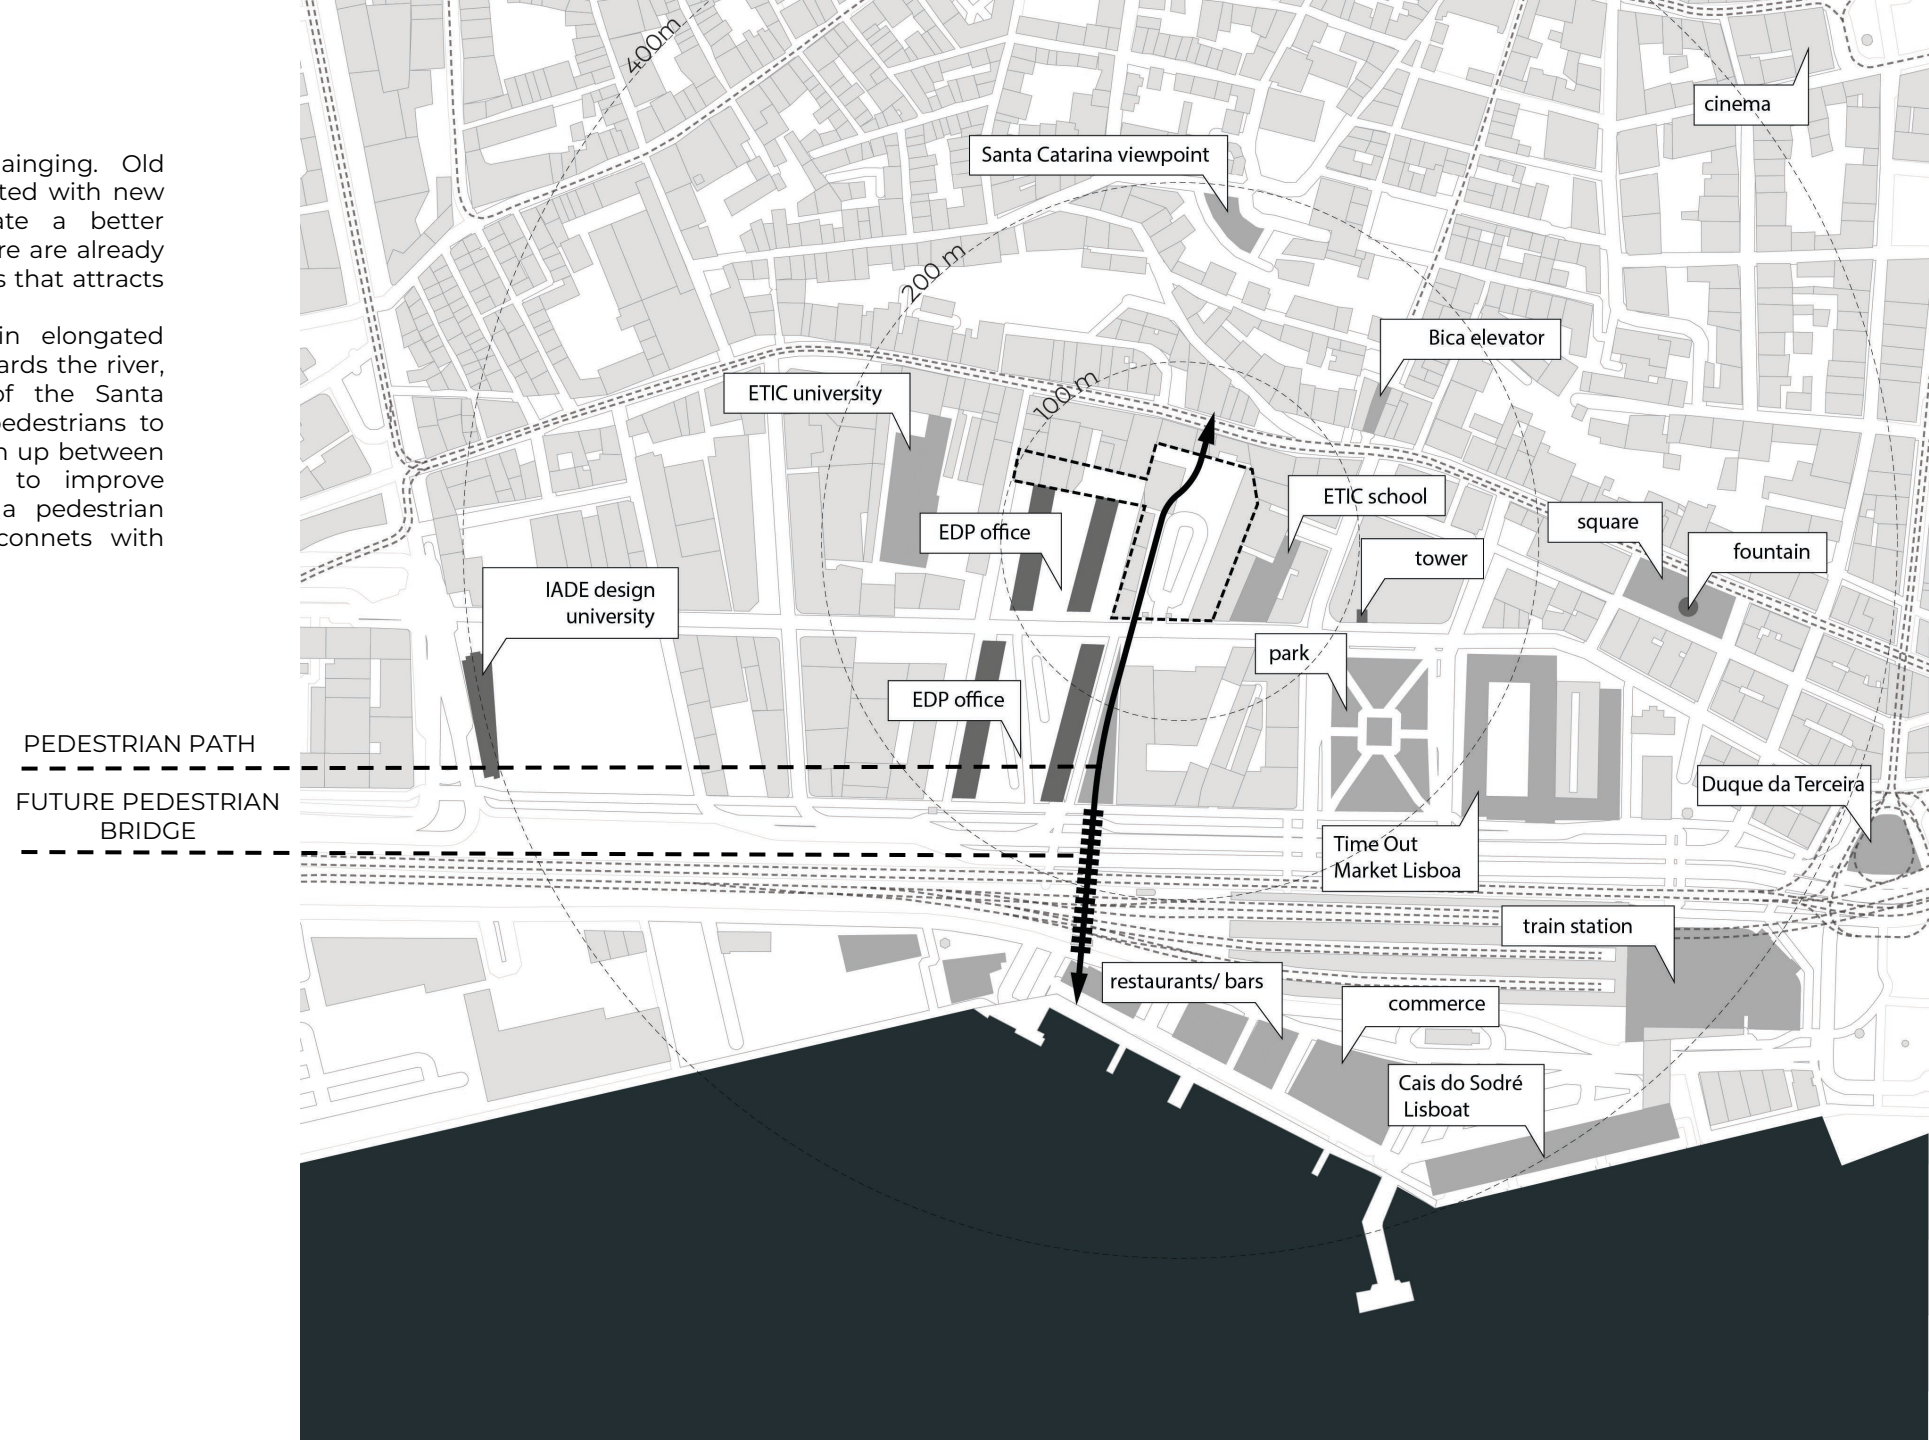 ainging. Old
ted with new
ate a better
re are already
s that attracts
in elongated
ards the river,
of the Santa
pedestrians to
n up between
to improve
a pedestrian
connets with
PEDESTRIAN PATH
FUTURE PEDESTRIAN
BRIDGE
400m
cinema
Santa Catarina viewpoint
200 m
Bica elevator
ETIC university
100 m
ETIC school
EDP office
square
tower
fountain
IADE design
university
park
EDP office
Duque da Terceira
Time Out
Market Lisboa
train station
restaurants/ bars
commerce
Cais do Sodré
Lisboat